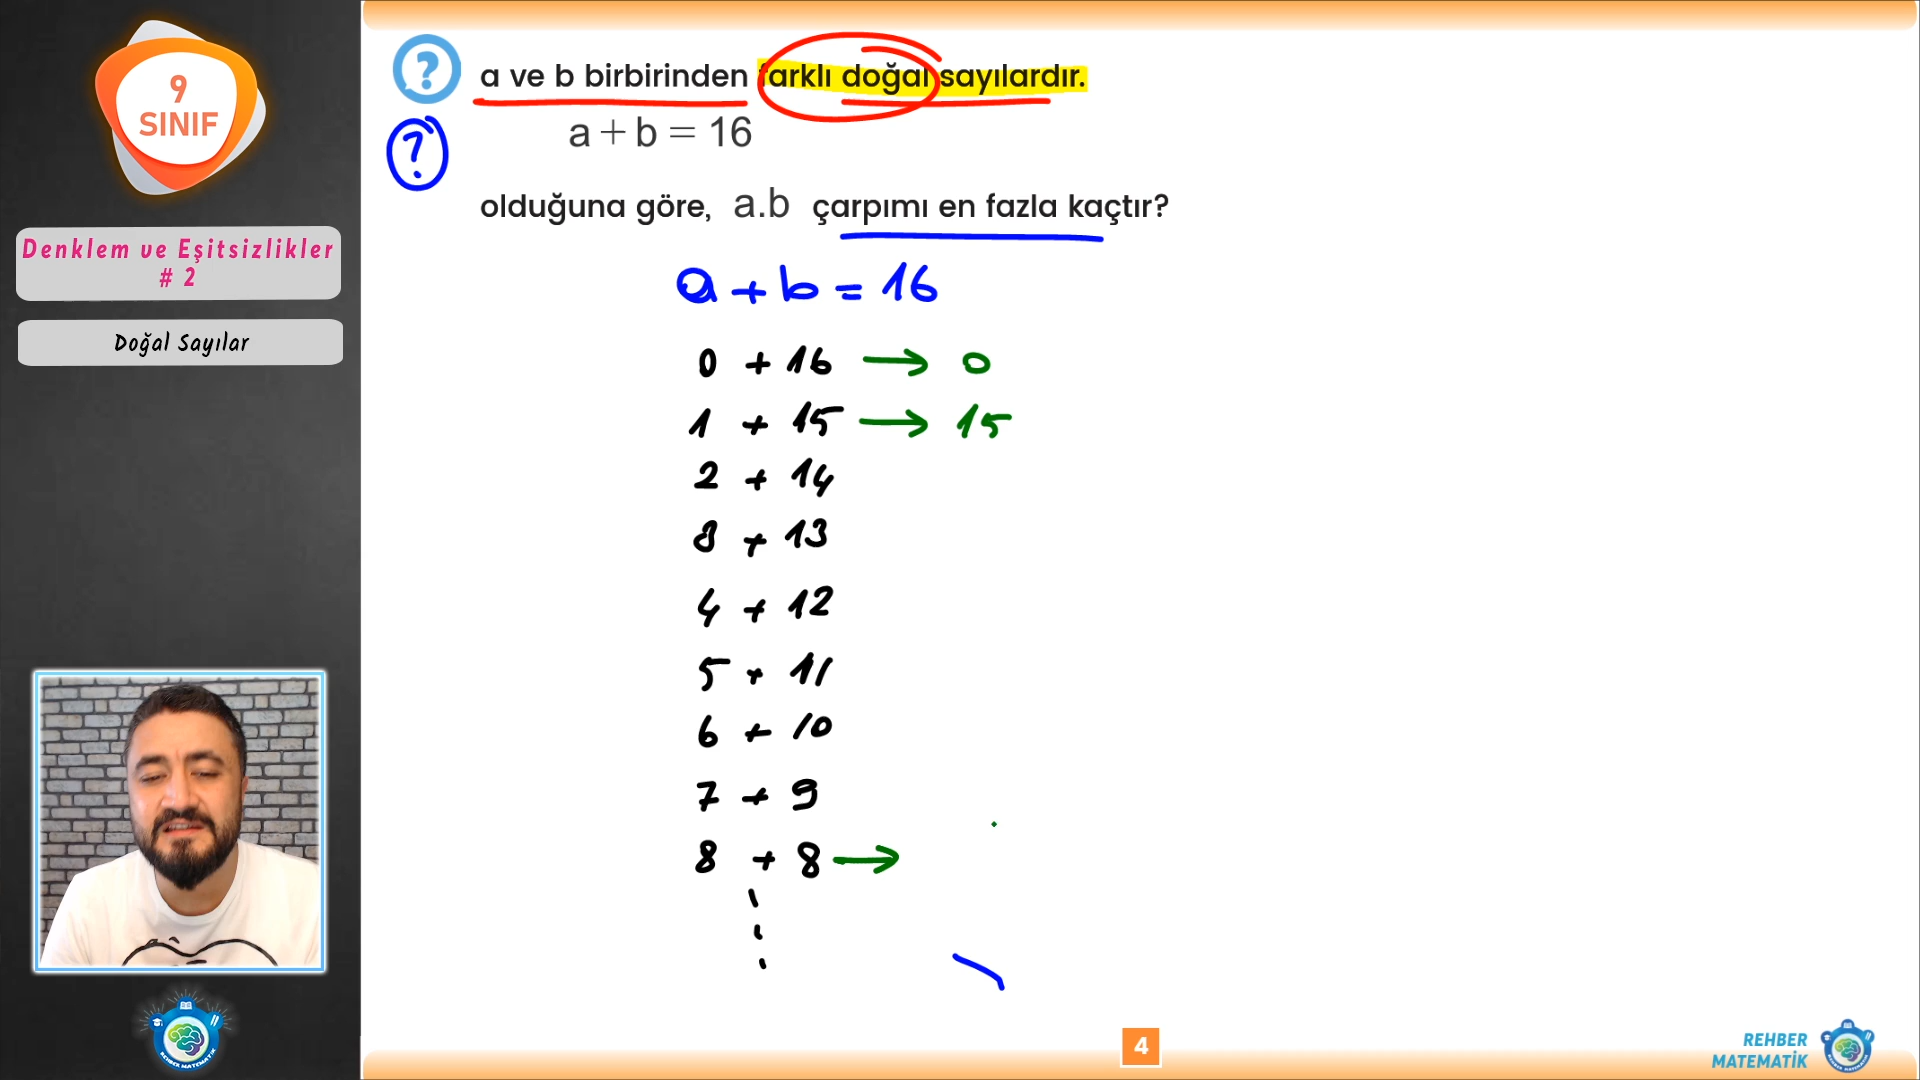 9
SINIF
Denklem ve Eşitsizlikler
# 2
Doğal Sayılar
REHBER MATEMATİK
?
a ve b birbirinden farklı doğal sayılardır.
?
a + b = 16
olduğuna göre, a.b çarpımı en fazla kaçtır?
a + b = 16
0 + 16 → 0
1 + 15 → 15
2 + 14
3 + 13
4 + 12
5 + 11
6 + 10
7 + 9
8 + 8 →
4
REHBER
MATEMATİK